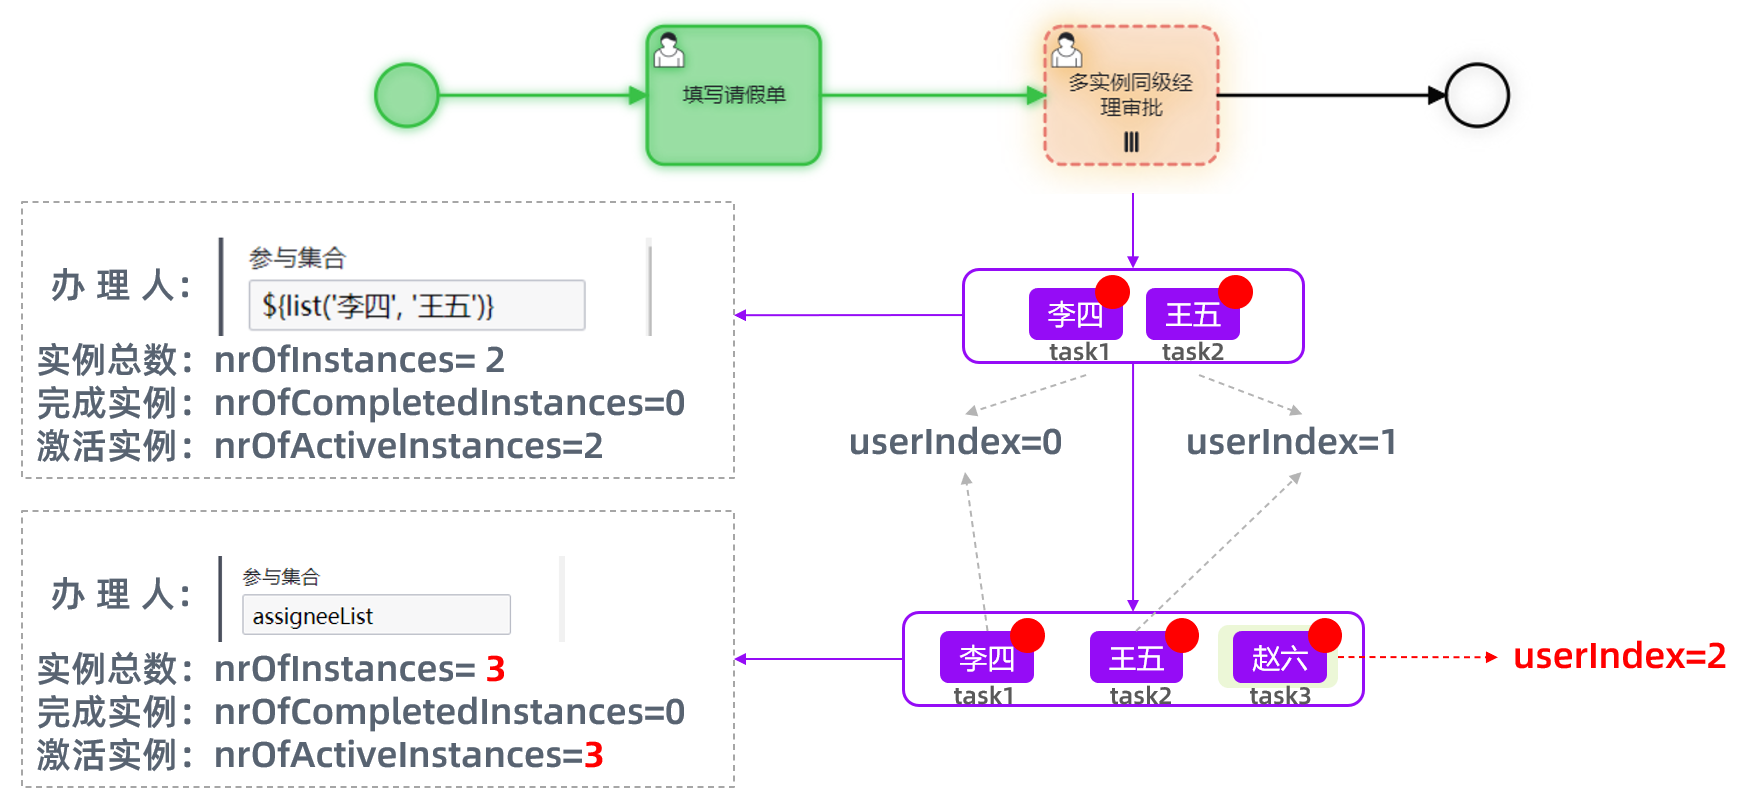 填写请假单
多实例同级经
理审批
办 理 人：
参与集合
${list('李四', '王五')}
实例总数：nrOfInstances= 2
完成实例：nrOfCompletedInstances=0
激活实例：nrOfActiveInstances=2
李四
王五
task1
task2
userIndex=0
userIndex=1
办 理 人：
参与集合
assigneeList
实例总数：nrOfInstances= 3
完成实例：nrOfCompletedInstances=0
激活实例：nrOfActiveInstances=3
李四
王五
赵六
task1
task2
task3
userIndex=2